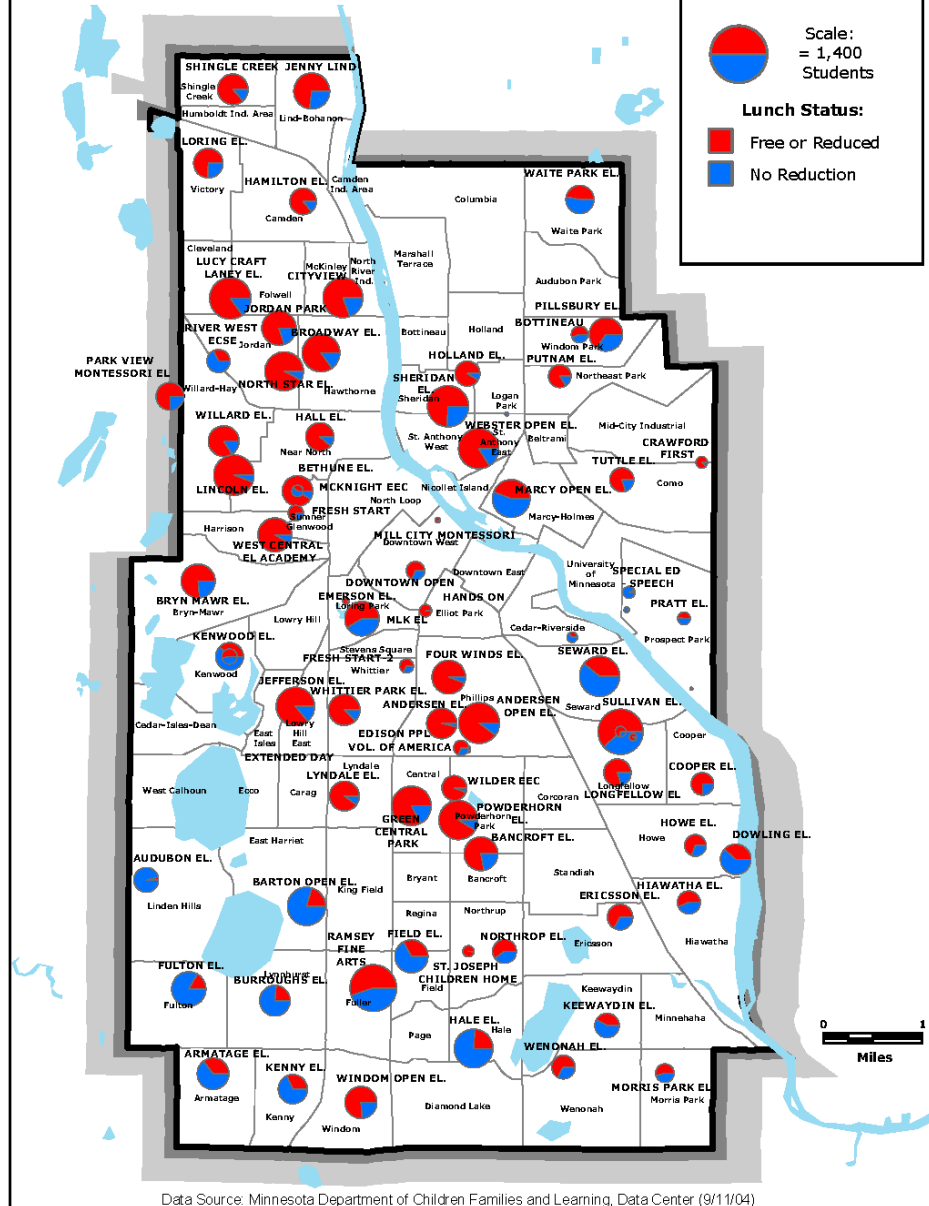 Scale:
= 1,400
Students
Lunch Status:
Free or Reduced
No Reduction
SHINGLE CREEK
JENNY LIND
Shingle
Creek
Humboldt Ind. Area
Lind-Bohanon
LORING EL.
Victory
HAMILTON EL.
Camden
Camden
Ind. Area
WAITE PARK EL.
Columbia
Waite Park
Cleveland
LUCY CRAFT
LANEY EL.
Folwell
McKinley
CITYVIEW
North
River
Ind.
Marshall
Terrace
Audubon Park
JORDAN PARK
PILLSBURY EL.
RIVER WEST
ECSE
Jordan
BROADWAY EL.
Bottineau
Holland
BOTTINEAU
Windom Park
PARK VIEW
MONTESSORI EL
HOLLAND EL.
PUTNAM EL.
Northeast Park
Willard-Hay
NORTH STAR EL.
Hawthorne
SHERIDAN
EL.
Sheridan
Logan
Park
WILLARD EL.
HALL EL.
Near North
WEBSTER OPEN EL.
St. Anthony
West
St.
Anthony
East
Beltrami
Mid-City Industrial
CRAWFORD
FIRST
BETHUNE EL.
TUTTLE EL.
Como
LINCOLN EL.
MCKNIGHT EEC
North Loop
Nicollet Island
MARCY OPEN EL.
FRESH START
Sumner
Glenwood
Marcy-Holmes
Harrison
WEST CENTRAL
EL ACADEMY
MILL CITY MONTESSORI
Downtown West
BRYN MAWR EL.
Bryn-Mawr
DOWNTOWN OPEN
Downtown East
University
of
Minnesota
SPECIAL ED
SPEECH
EMERSON EL.
Loring Park
HANDS ON
Lowry Hill
MLK EL
Elliot Park
PRATT EL.
Cedar-Riverside
Prospect Park
KENWOOD EL.
Kenwood
Stevens Square
FRESH START-2
Whittier
FOUR WINDS EL.
SEWARD EL.
JEFFERSON EL.
WHITTIER PARK EL.
Phillips
ANDERSEN EL.
ANDERSEN
OPEN EL.
Seward
SULLIVAN EL.
Cedar-Isles-Dean
East
Isles
Lowry
Hill
East
EDISON PPL
VOL. OF AMERICA
Cooper
EXTENDED DAY
Lyndale
LYNDALE EL.
Central
WILDER EEC
Longfellow
LONGFELLOW EL
COOPER EL.
West Calhoun
Ecco
Carag
Corcoran
GREEN
CENTRAL
PARK
POWDERHORN
EL.
Powderhorn
Park
BANCROFT EL.
HOWE EL.
Howe
DOWLING EL.
East Harriet
AUDUBON EL.
Linden Hills
BARTON OPEN EL.
King Field
Bryant
Bancroft
Standish
ERICSSON EL.
HIAWATHA EL.
Regina
Northrup
RAMSEY
FINE
ARTS
FIELD EL.
NORTHROP EL.
Ericsson
Hiawatha
FULTON EL.
Fulton
Lynnhurst
BURROUGHS EL.
Fuller
ST. JOSEPH
CHILDREN HOME
Field
Keewaydin
KEEWAYDIN EL.
Minnehaha
Page
HALE EL.
Hale
WENONAH EL.
ARMATAGE EL.
Armatage
KENNY EL.
Kenny
WINDOM OPEN EL.
Windom
Diamond Lake
Wenonah
MORRIS PARK EL
Morris Park
0
1
Miles
Data Source: Minnesota Department of Children Families and Learning, Data Center (9/11/04)